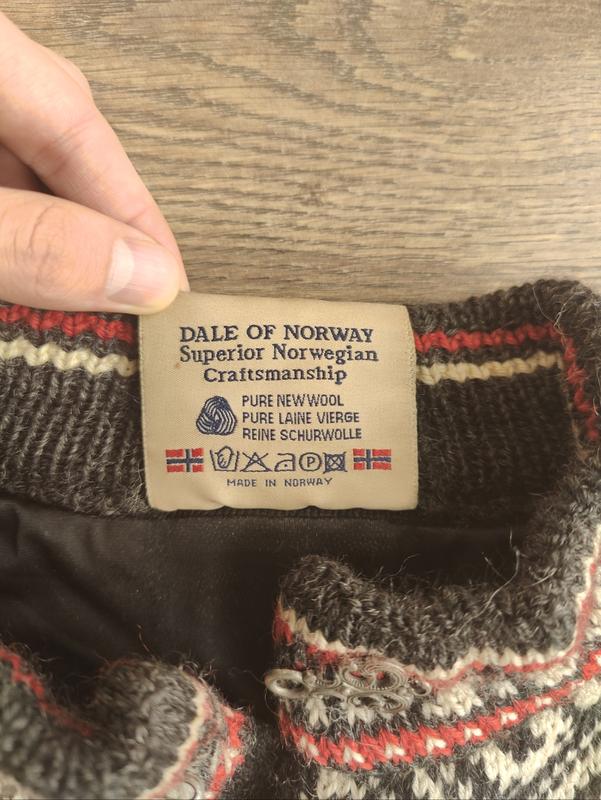 DALE OF NORWAY
Superior Norwegian
Craftsmanship
PURE NEW WOOL
PURE LAINE VIERGE
REINE SCHURWOLLE
P
MADE IN NORWAY